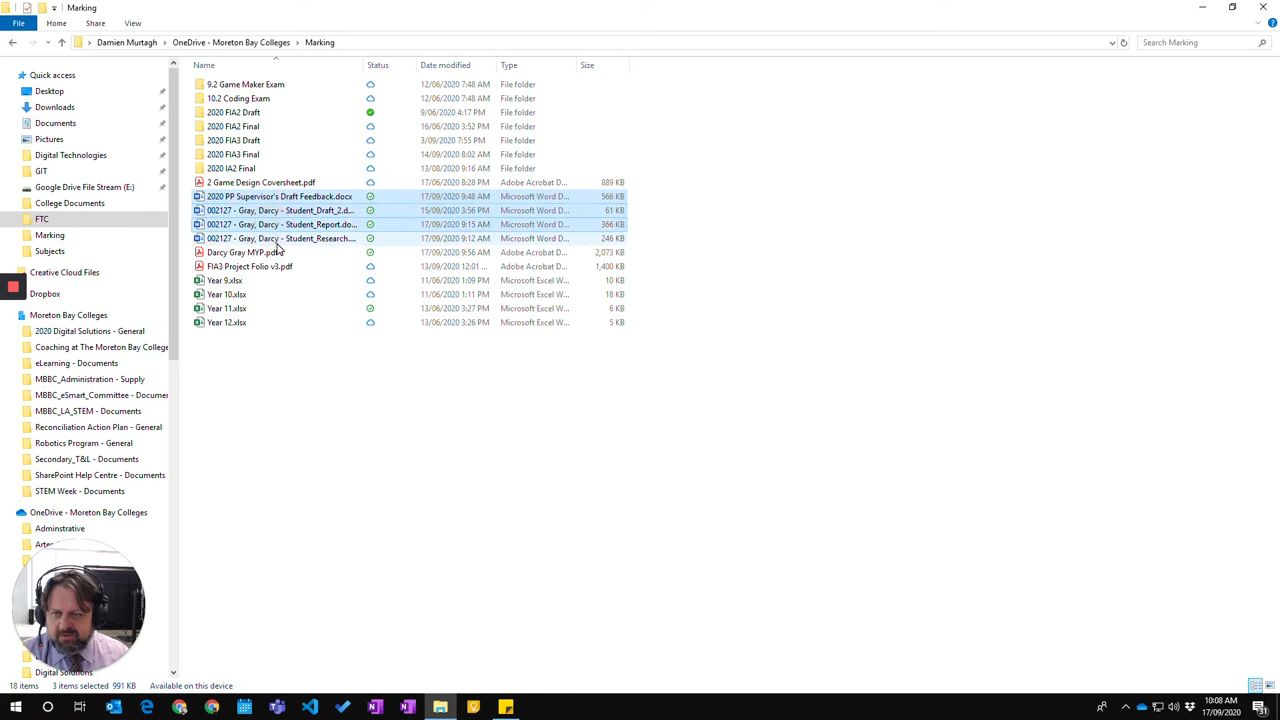 Marking
File Home Share View
Damien Murtagh OneDrive - Moreton Bay Colleges Marking Search Marking
Name Status Date modified Type Size
Quick access
Desktop
Downloads
Documents
Pictures
Digital Technologies
GIT
Google Drive File Stream (E:)
College Documents
FTC
Marking
Subjects
Creative Cloud Files
Dropbox
Moreton Bay Colleges
2020 Digital Solutions - General
Coaching at The Moreton Bay College
eLearning - Documents
MBBC_Administration - Supply
MBBC_eSmart_Committee - Documen
MBBC_LA_STEM - Documents
Reconciliation Action Plan - General
Robotics Program - General
Secondary_T&L - Documents
SharePoint Help Centre - Documents
STEM Week - Documents
OneDrive - Moreton Bay Colleges
Adminstrative
Digital Solutions
9.2 Game Maker Exam 12/06/2020 7:48 AM File folder
10.2 Coding Exam 12/06/2020 7:48 AM File folder
2020 FIA2 Draft 9/06/2020 4:17 PM File folder
2020 FIA2 Final 16/06/2020 3:52 PM File folder
2020 FIA3 Draft 3/09/2020 7:55 PM File folder
2020 FIA3 Final 14/09/2020 8:02 AM File folder
2020 IA2 Final 13/08/2020 9:16 AM File folder
2 Game Design Coversheet.pdf 17/06/2020 8:28 PM Adobe Acrobat D... 889 KB
2020 PP Supervisor's Draft Feedback.docx 17/09/2020 9:48 AM Microsoft Word D... 566 KB
002127 - Gray, Darcy - Student_Draft_2.d... 15/09/2020 3:56 PM Microsoft Word D... 61 KB
002127 - Gray, Darcy - Student_Report.do... 17/09/2020 9:15 AM Microsoft Word D... 366 KB
002127 - Gray, Darcy - Student_Research.... 17/09/2020 9:12 AM Microsoft Word D... 246 KB
Darcy Gray MYP.pdf 17/09/2020 9:56 AM Adobe Acrobat D... 2,073 KB
FIA3 Project Folio v3.pdf 13/09/2020 12:01 ... Adobe Acrobat D... 1,400 KB
Year 9.xlsx 11/06/2020 1:09 PM Microsoft Excel W... 10 KB
Year 10.xlsx 11/06/2020 1:11 PM Microsoft Excel W... 18 KB
Year 11.xlsx 13/06/2020 3:27 PM Microsoft Excel W... 6 KB
Year 12.xlsx 13/06/2020 3:26 PM Microsoft Excel W... 5 KB
18 items 3 items selected 991 KB Available on this device
10:08 AM
17/09/2020
31